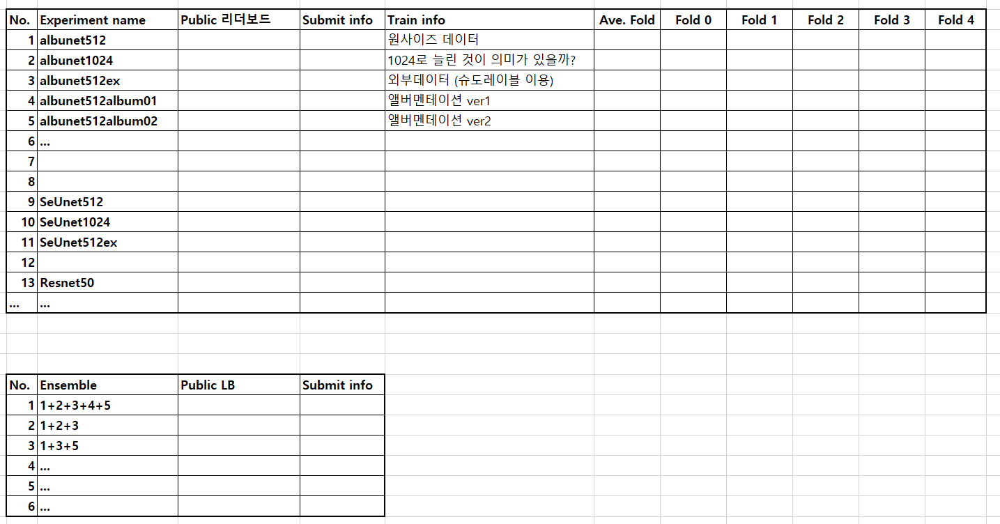 No. Experiment name Public 리더보드 Submit info Train info Ave. Fold Fold 0 Fold 1 Fold 2 Fold 3 Fold 4
1 albunet512 원사이즈 데이터
2 albunet1024 1024로 늘린 것이 의미가 있을까?
3 albunet512ex 외부데이터 (슈도레이블 이용)
4 albunet512album01 앨버멘테이션 ver1
5 albunet512album02 앨버멘테이션 ver2
6 ...
7
8
9 SeUnet512
10 SeUnet1024
11 SeUnet512ex
12
13 Resnet50
... ...
No. Ensemble Public LB Submit info
1 1+2+3+4+5
2 1+2+3
3 1+3+5
4 ...
5 ...
6 ...